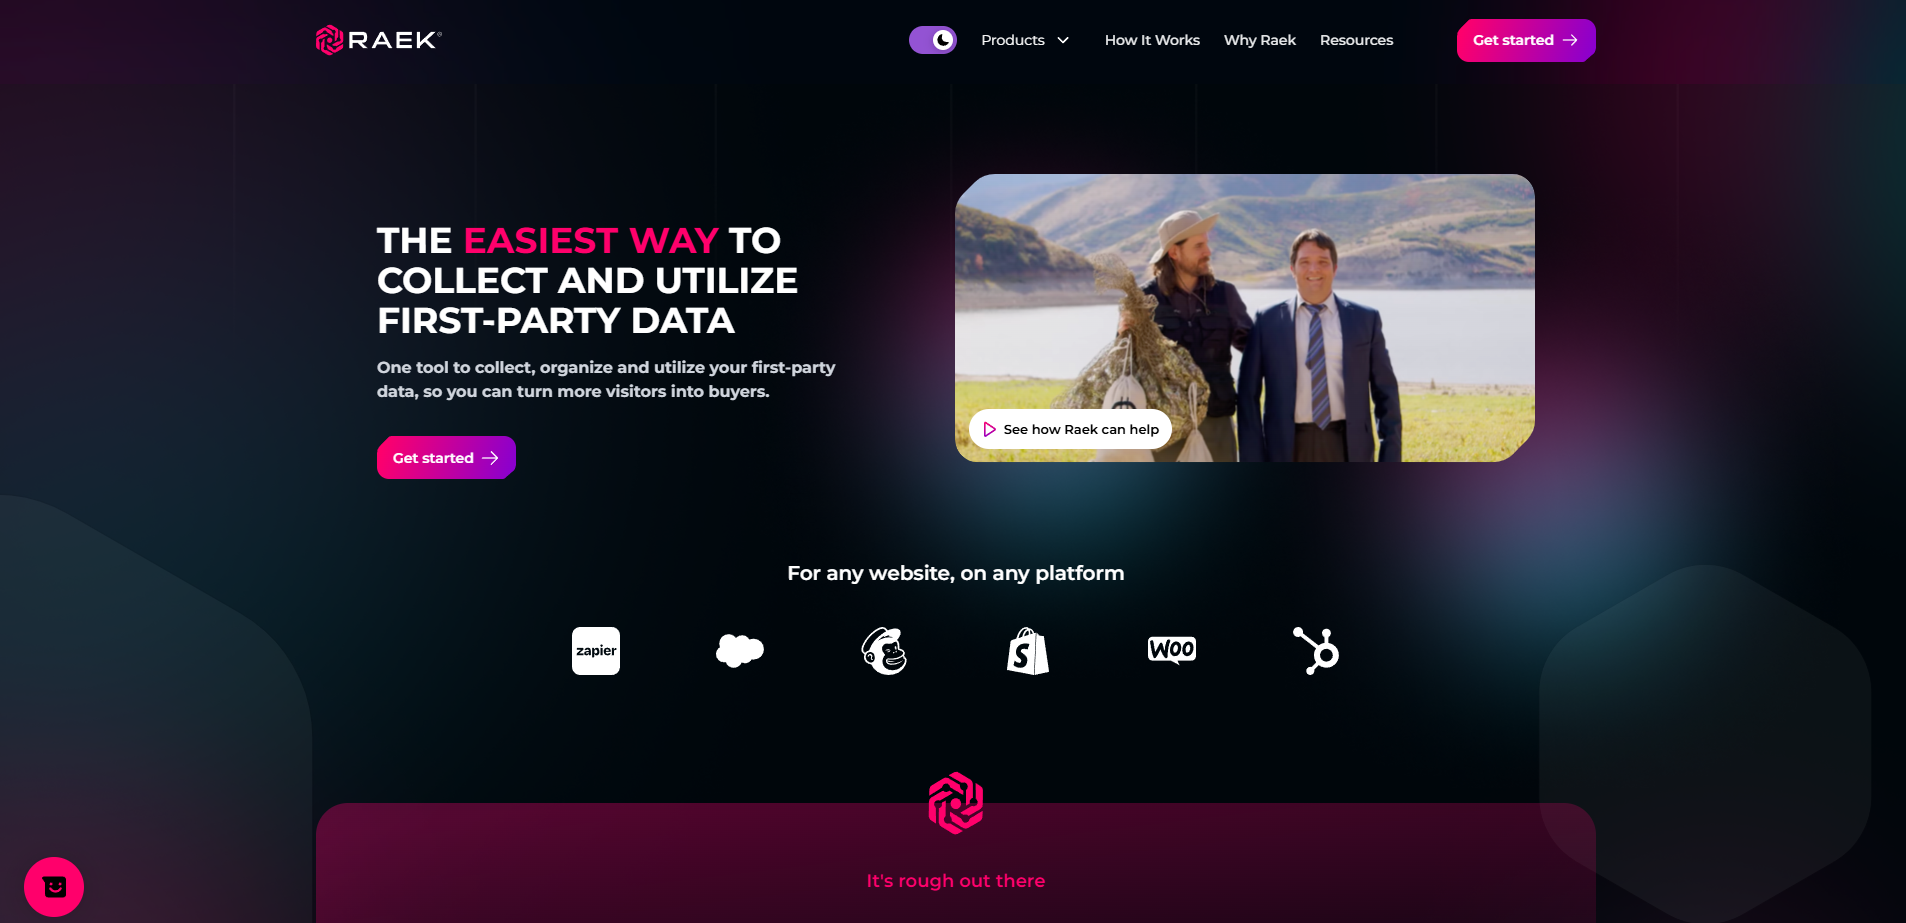 RAEK®
Products
How It Works
Why Raek
Resources
Get started
THE EASIEST WAY TO
COLLECT AND UTILIZE
FIRST-PARTY DATA
One tool to collect, organize and utilize your first-party
data, so you can turn more visitors into buyers.
Get started
See how Raek can help
For any website, on any platform
zapier
S
WOO
It's rough out there